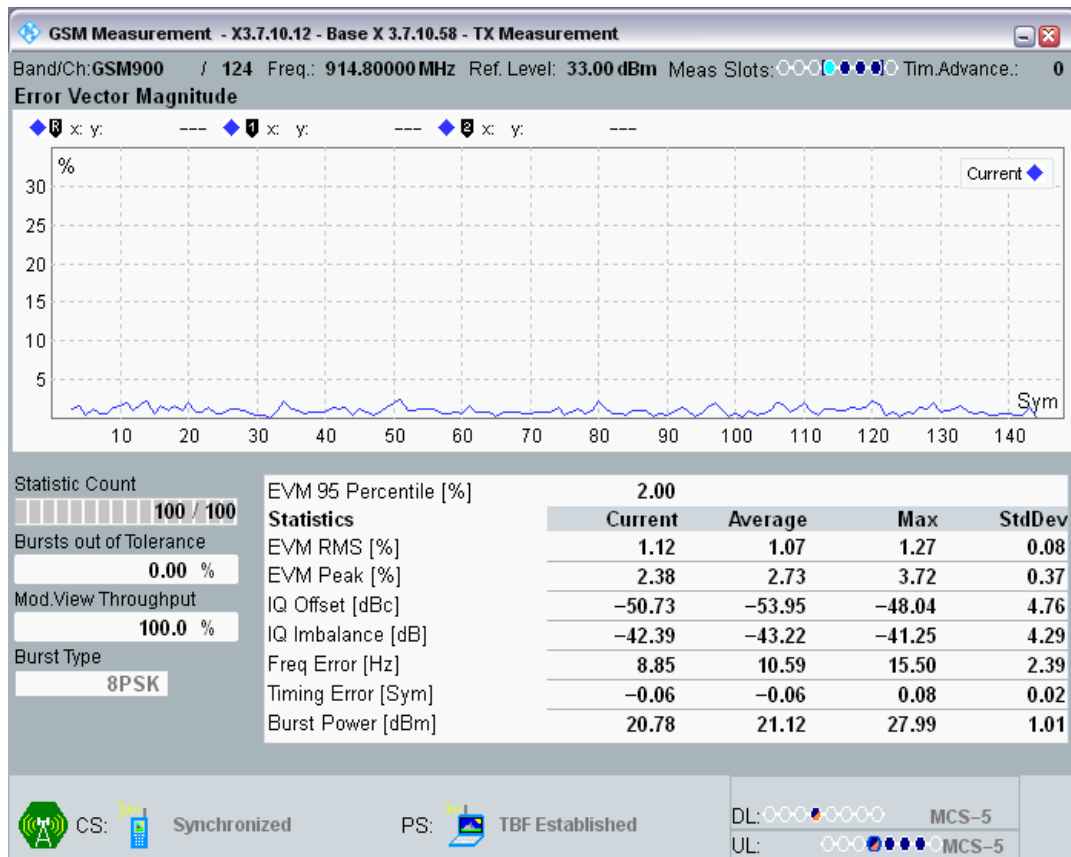 GSM Measurement - X3.7.10.12 - Base X 3.7.10.58 - TX Measurement
Band/Ch:GSM900 / 124 Freq.: 914.80000 MHz Ref. Level: 33.00 dBm Meas Slots: Tim.Advance.: 0
Error Vector Magnitude
R x: y: --- 1 x: y: --- 2 x: y: ---
%
Current
30
25
20
15
10
5
Sym
10 20 30 40 50 60 70 80 90 100 110 120 130 140
Statistic Count
100 / 100
Bursts out of Tolerance
0.00 %
Mod.View Throughput
100.0 %
Burst Type
8PSK
EVM 95 Percentile [%] 2.00
Statistics Current Average Max StdDev
EVM RMS [%] 1.12 1.07 1.27 0.08
EVM Peak [%] 2.38 2.73 3.72 0.37
IQ Offset [dBc] −50.73 −53.95 −48.04 4.76
IQ Imbalance [dB] −42.39 −43.22 −41.25 4.29
Freq Error [Hz] 8.85 10.59 15.50 2.39
Timing Error [Sym] −0.06 −0.06 0.08 0.02
Burst Power [dBm] 20.78 21.12 27.99 1.01
CS: Synchronized PS: TBF Established
DL: MCS−5
UL: MCS−5